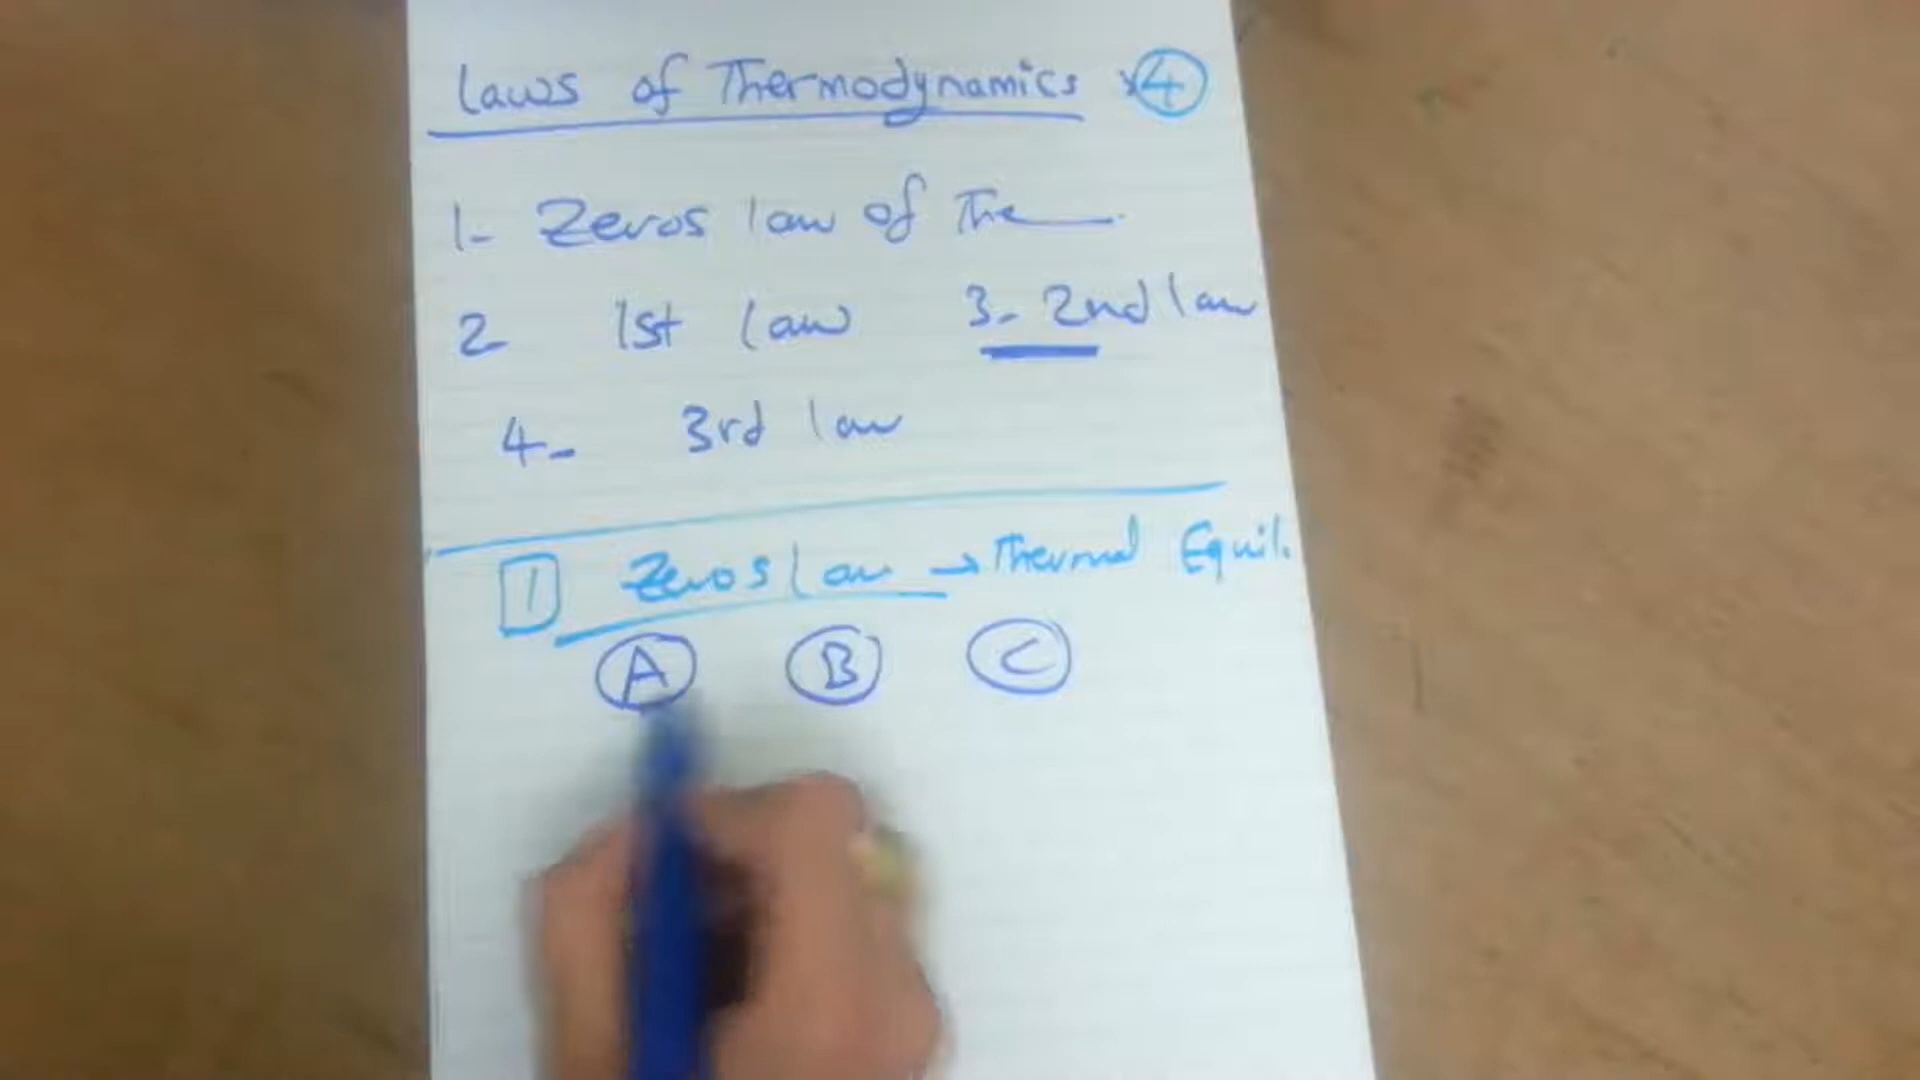 Laws of Thermodynamics 4
1- Zeros law of The
2 1st law 3- 2nd law
4- 3rd law
1 Zeros Law → Thermal Equil.
A B C